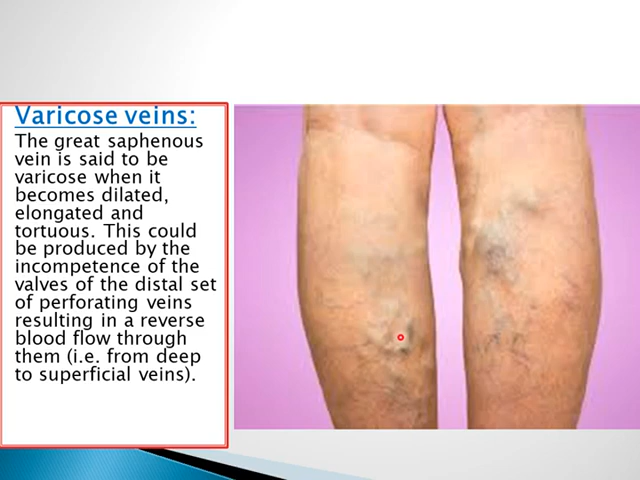 Varicose veins:
The great saphenous
vein is said to be
varicose when it
becomes dilated,
elongated and
tortuous. This could
be produced by the
incompetence of the
valves of the distal set
of perforating veins
resulting in a reverse
blood flow through
them (i.e. from deep
to superficial veins).